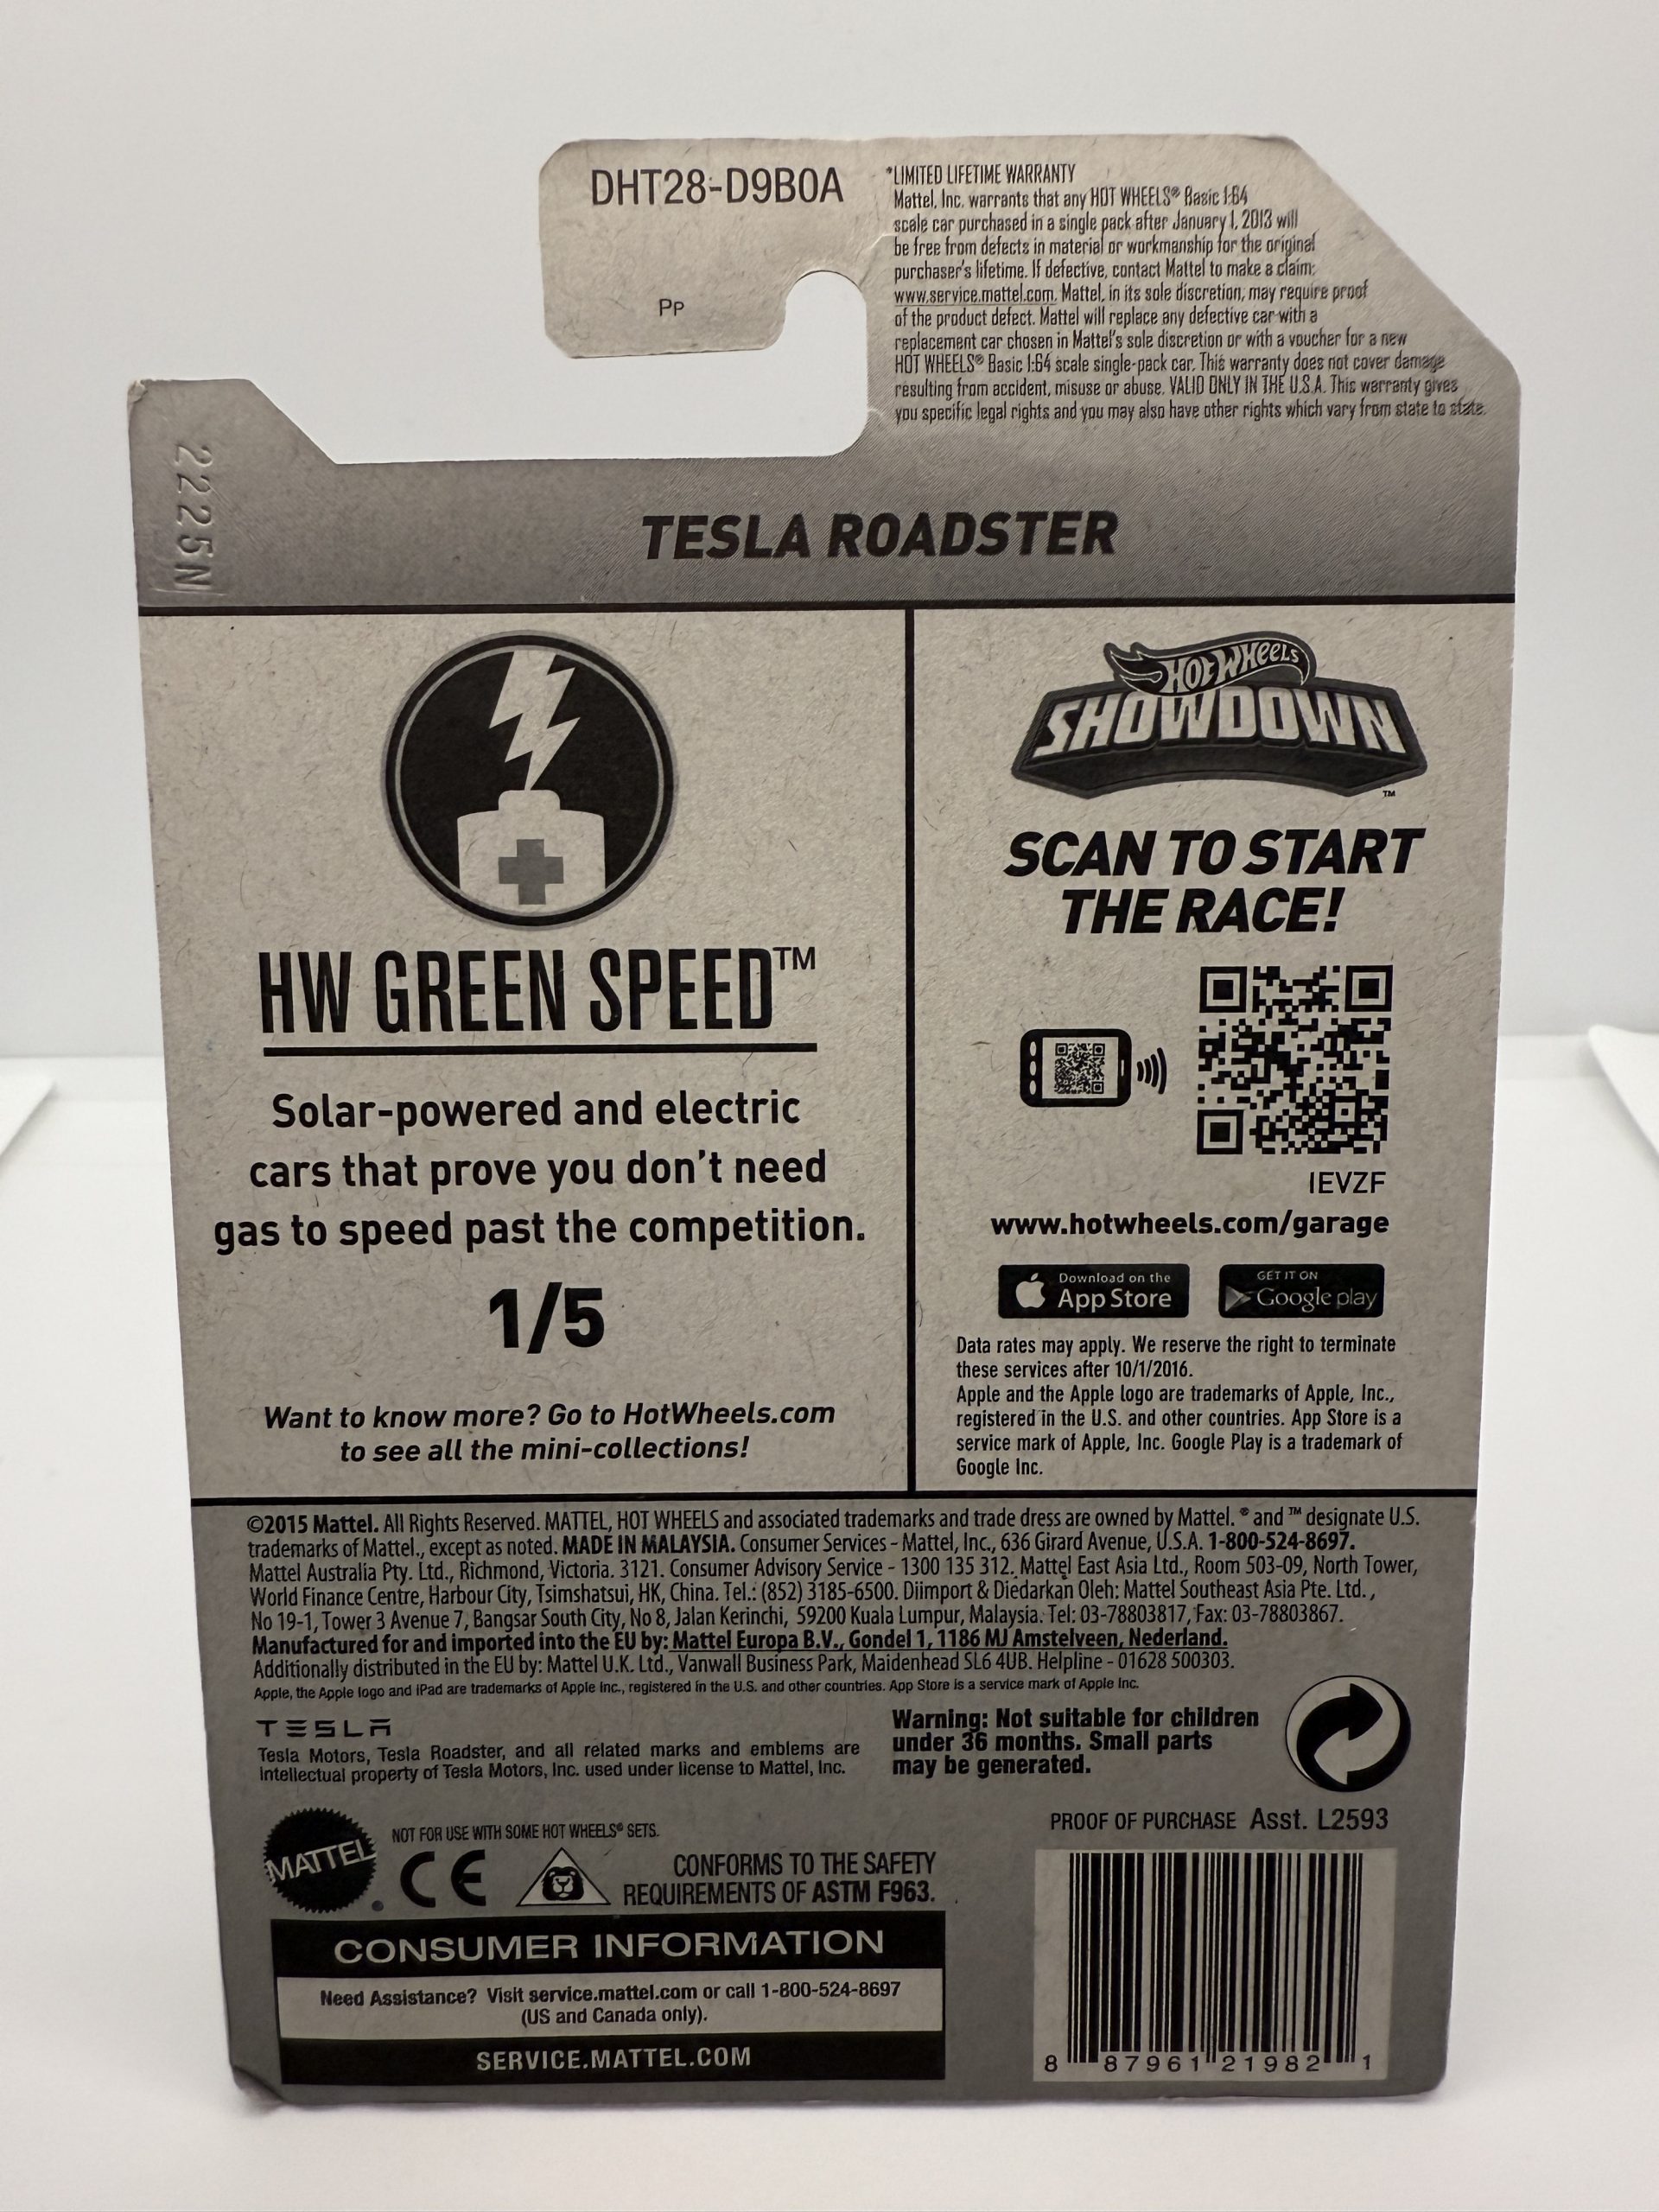 DHT28-D9B0A
Pp
*LIMITED LIFETIME WARRANTY
Mattel, Inc. warrants that any HOT WHEELS® Basic 1:64
scale car purchased in a single pack after January 1, 2013 will
be free from defects in material or workmanship for the original
purchaser's lifetime. If defective, contact Mattel to make a claim:
www.service.mattel.com. Mattel, in its sole discretion, may require proof
of the product defect. Mattel will replace any defective car with a
replacement car chosen in Mattel's sole discretion or with a voucher for a new
HOT WHEELS® Basic 1:64 scale single-pack car. This warranty does not cover damage
resulting from accident, misuse or abuse. VALID ONLY IN THE U.S.A. This warranty gives
you specific legal rights and you may also have other rights which vary from state to state.
2225N
TESLA ROADSTER
HW GREEN SPEED™
Solar-powered and electric
cars that prove you don't need
gas to speed past the competition.
1/5
Want to know more? Go to HotWheels.com
to see all the mini-collections!
HOT WHEELS
SHOWDOWN
™
SCAN TO START
THE RACE!
IEVZF
www.hotwheels.com/garage
Download on the
App Store
GET IT ON
Google play
Data rates may apply. We reserve the right to terminate
these services after 10/1/2016.
Apple and the Apple logo are trademarks of Apple, Inc.,
registered in the U.S. and other countries. App Store is a
service mark of Apple, Inc. Google Play is a trademark of
Google Inc.
©2015 Mattel. All Rights Reserved. MATTEL, HOT WHEELS and associated trademarks and trade dress are owned by Mattel. ® and ™ designate U.S.
trademarks of Mattel., except as noted. MADE IN MALAYSIA. Consumer Services - Mattel, Inc., 636 Girard Avenue, U.S.A. 1-800-524-8697.
Mattel Australia Pty. Ltd., Richmond, Victoria. 3121. Consumer Advisory Service - 1300 135 312. Mattel East Asia Ltd., Room 503-09, North Tower,
World Finance Centre, Harbour City, Tsimshatsui, HK, China. Tel.: (852) 3185-6500. Diimport & Diedarkan Oleh: Mattel Southeast Asia Pte. Ltd.,
No 19-1, Tower 3 Avenue 7, Bangsar South City, No 8, Jalan Kerinchi, 59200 Kuala Lumpur, Malaysia. Tel: 03-78803817, Fax: 03-78803867.
Manufactured for and imported into the EU by: Mattel Europa B.V., Gondel 1, 1186 MJ Amstelveen, Nederland.
Additionally distributed in the EU by: Mattel U.K. Ltd., Vanwall Business Park, Maidenhead SL6 4UB. Helpline - 01628 500303.
Apple, the Apple logo and iPad are trademarks of Apple Inc., registered in the U.S. and other countries. App Store is a service mark of Apple Inc.
TESLA
Tesla Motors, Tesla Roadster, and all related marks and emblems are
intellectual property of Tesla Motors, Inc. used under license to Mattel, Inc.
Warning: Not suitable for children
under 36 months. Small parts
may be generated.
MATTEL
®
NOT FOR USE WITH SOME HOT WHEELS® SETS.
CE
CONFORMS TO THE SAFETY
REQUIREMENTS OF ASTM F963.
PROOF OF PURCHASE Asst. L2593
CONSUMER INFORMATION
Need Assistance? Visit service.mattel.com or call 1-800-524-8697
(US and Canada only).
SERVICE.MATTEL.COM
8 87961 21982 1